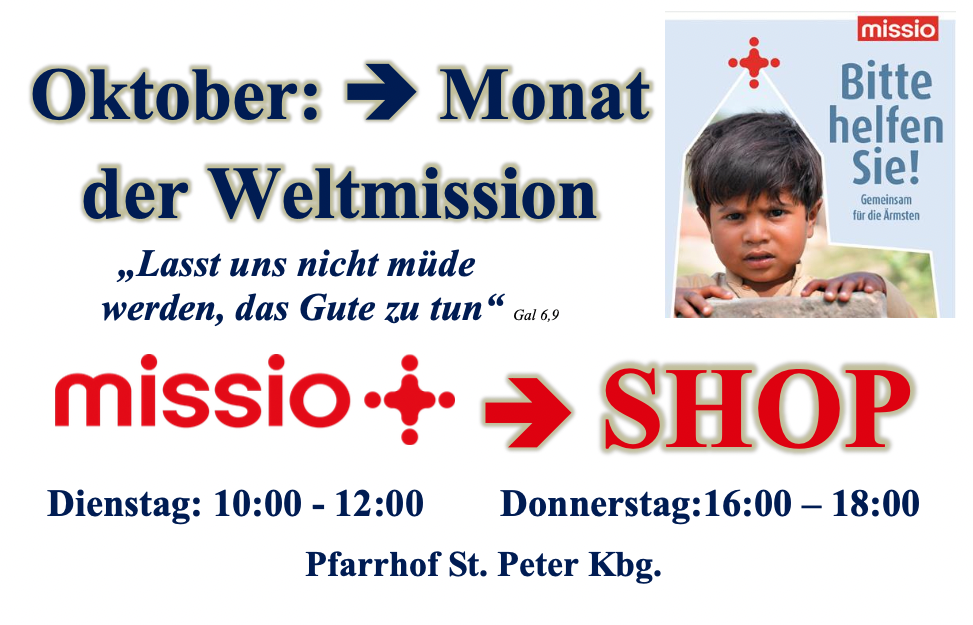 Oktober: ➔ Monat
der Weltmission
„Lasst uns nicht müde
werden, das Gute zu tun“ Gal 6,9
missio
Bitte
helfen
Sie!
Gemeinsam
für die Ärmsten
missio ➔ SHOP
Dienstag: 10:00 - 12:00 Donnerstag:16:00 – 18:00
Pfarrhof St. Peter Kbg.